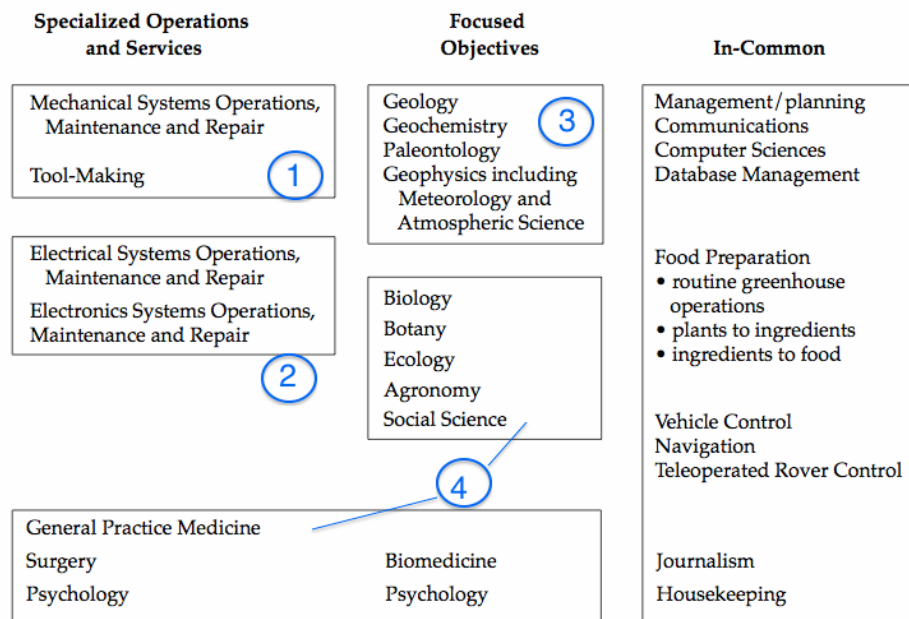 Specialized Operations
and Services
Mechanical Systems Operations,
Maintenance and Repair
Tool-Making
1
Electrical Systems Operations,
Maintenance and Repair
Electronics Systems Operations,
Maintenance and Repair
2
Focused
Objectives
Geology
Geochemistry
Paleontology
Geophysics including
Meteorology and
Atmospheric Science
3
Biology
Botany
Ecology
Agronomy
Social Science
4
General Practice Medicine
Surgery
Psychology
Biomedicine
Psychology
In-Common
Management/planning
Communications
Computer Sciences
Database Management
Food Preparation
• routine greenhouse
operations
• plants to ingredients
• ingredients to food
Vehicle Control
Navigation
Teleoperated Rover Control
Journalism
Housekeeping